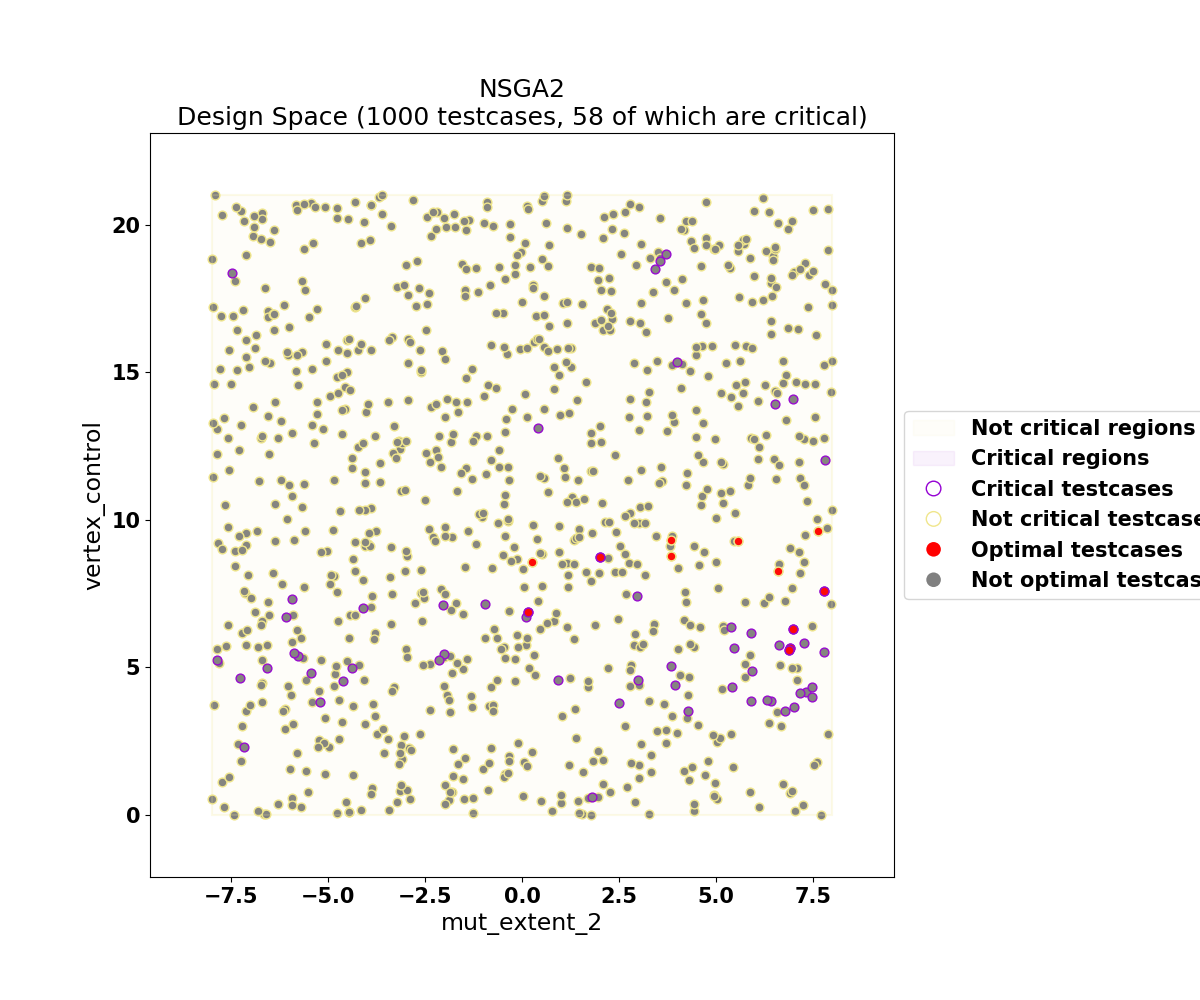 NSGA2
Design Space (1000 testcases, 58 of which are critical)
20
15
10
5
0
vertex_control
−7.5
−5.0
−2.5
0.0
2.5
5.0
7.5
mut_extent_2
Not critical regions
Critical regions
Critical testcases
Not critical testcase
Optimal testcases
Not optimal testcas